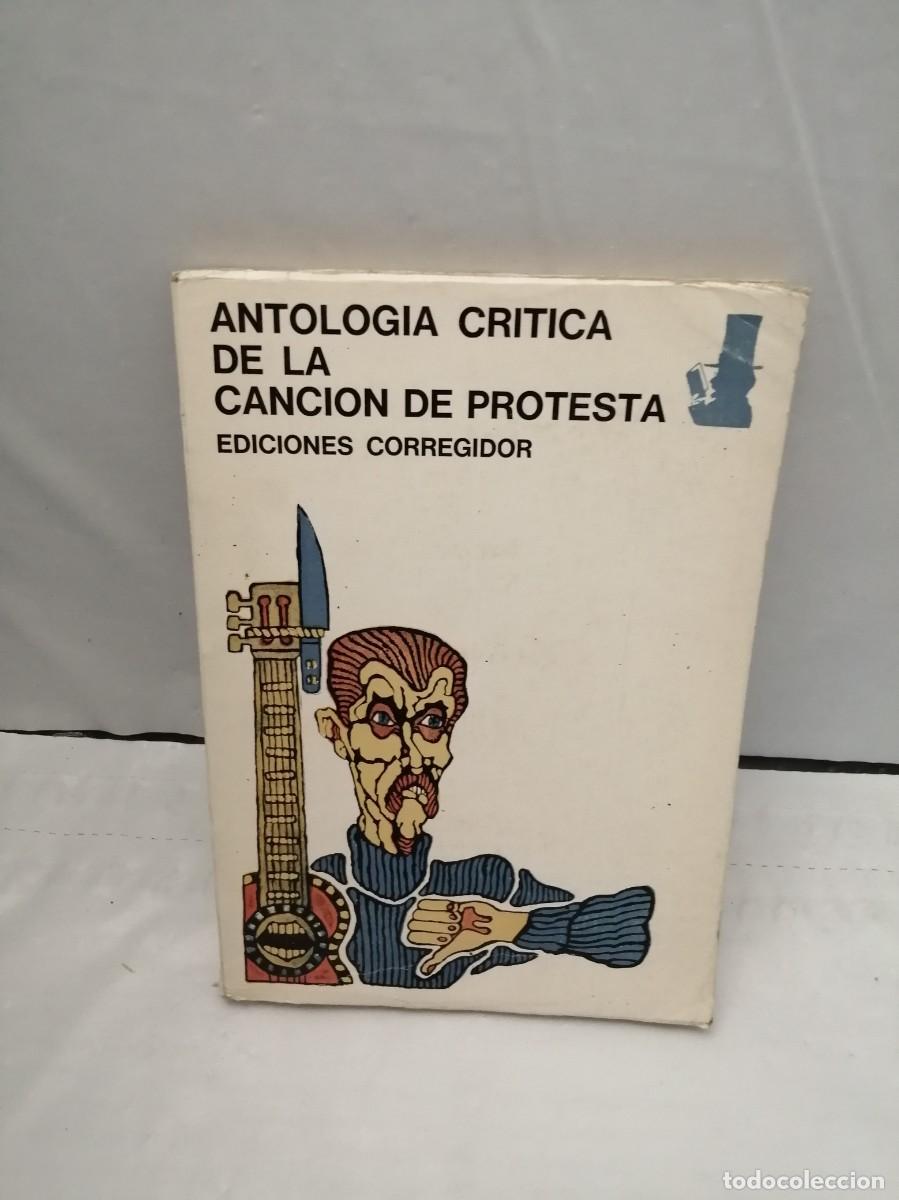 ANTOLOGIA CRITICA
DE LA
CANCION DE PROTESTA
EDICIONES CORREGIDOR
todocoleccion